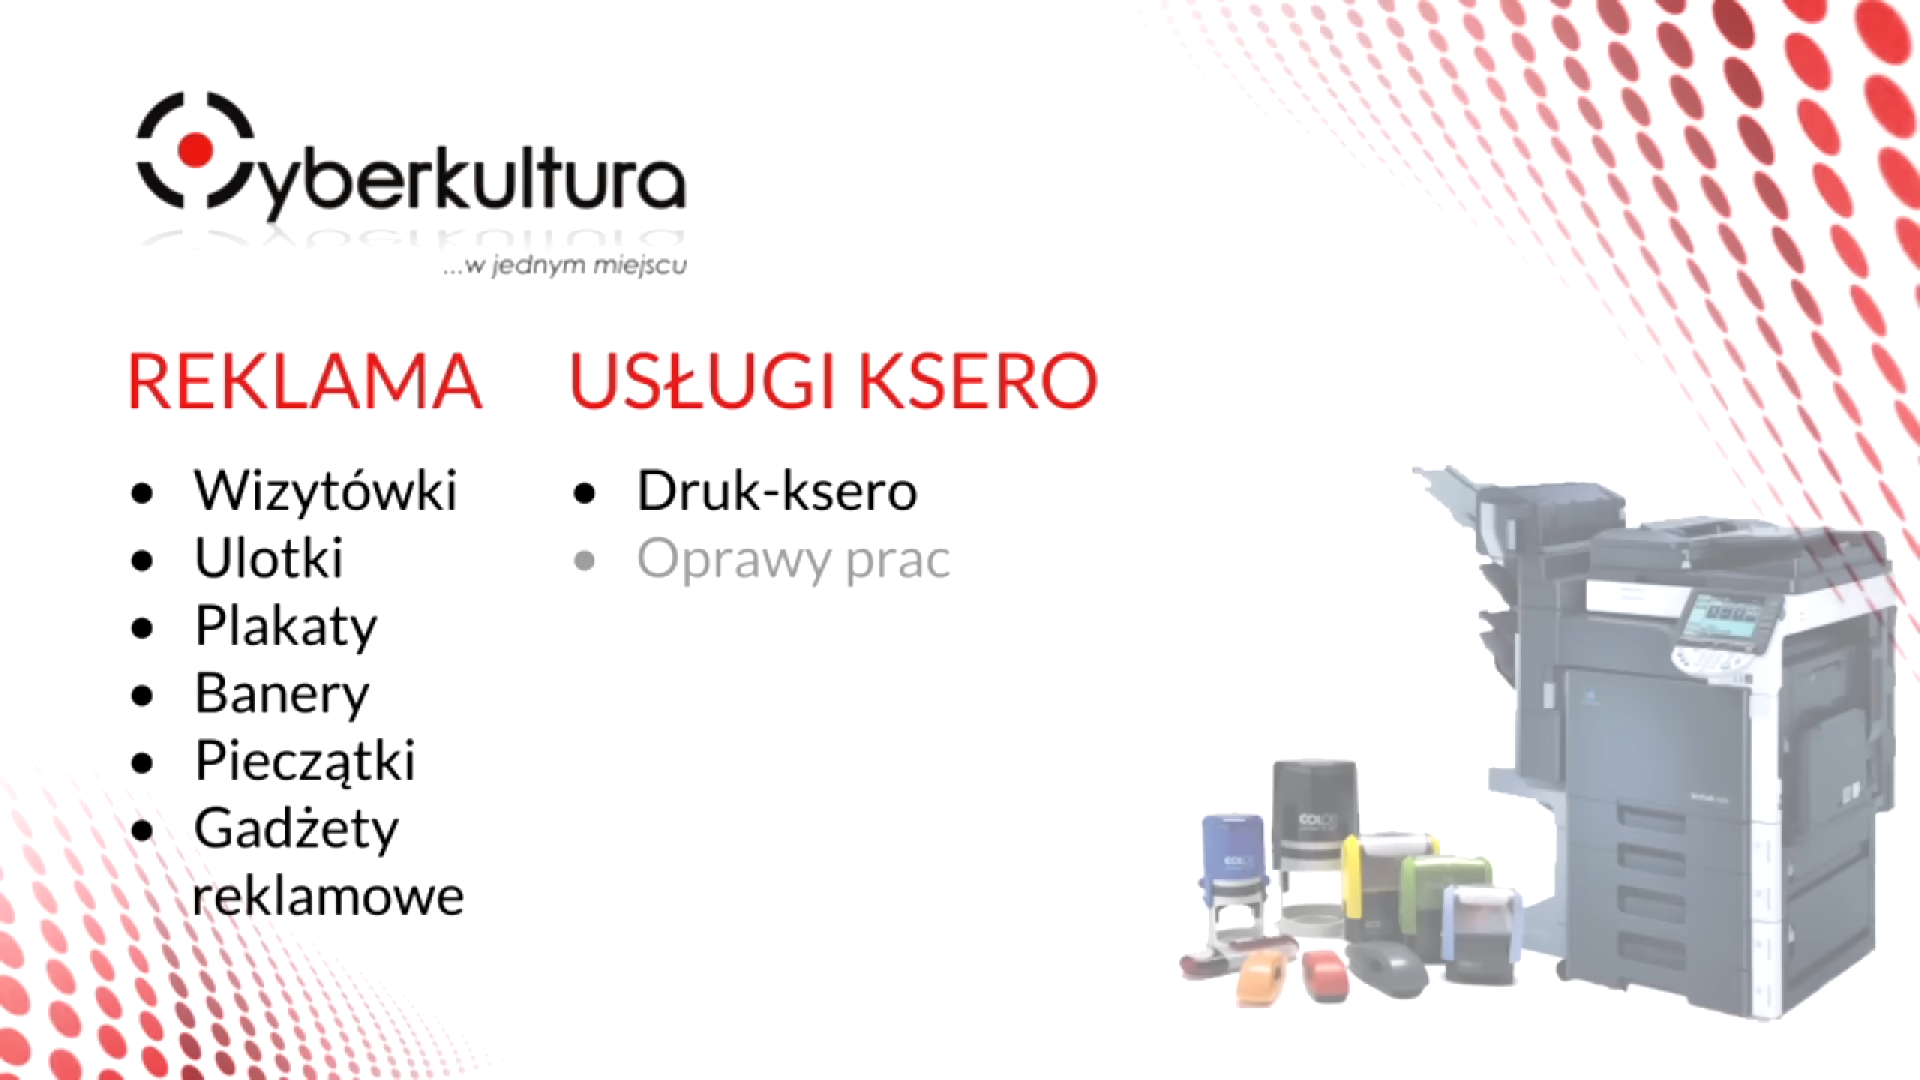 Cyberkultura
...w jednym miejscu
REKLAMA
Wizytówki
Ulotki
Plakaty
Banery
Pieczątki
Gadżety
reklamowe
USŁUGI KSERO
Druk-ksero
Oprawy prac